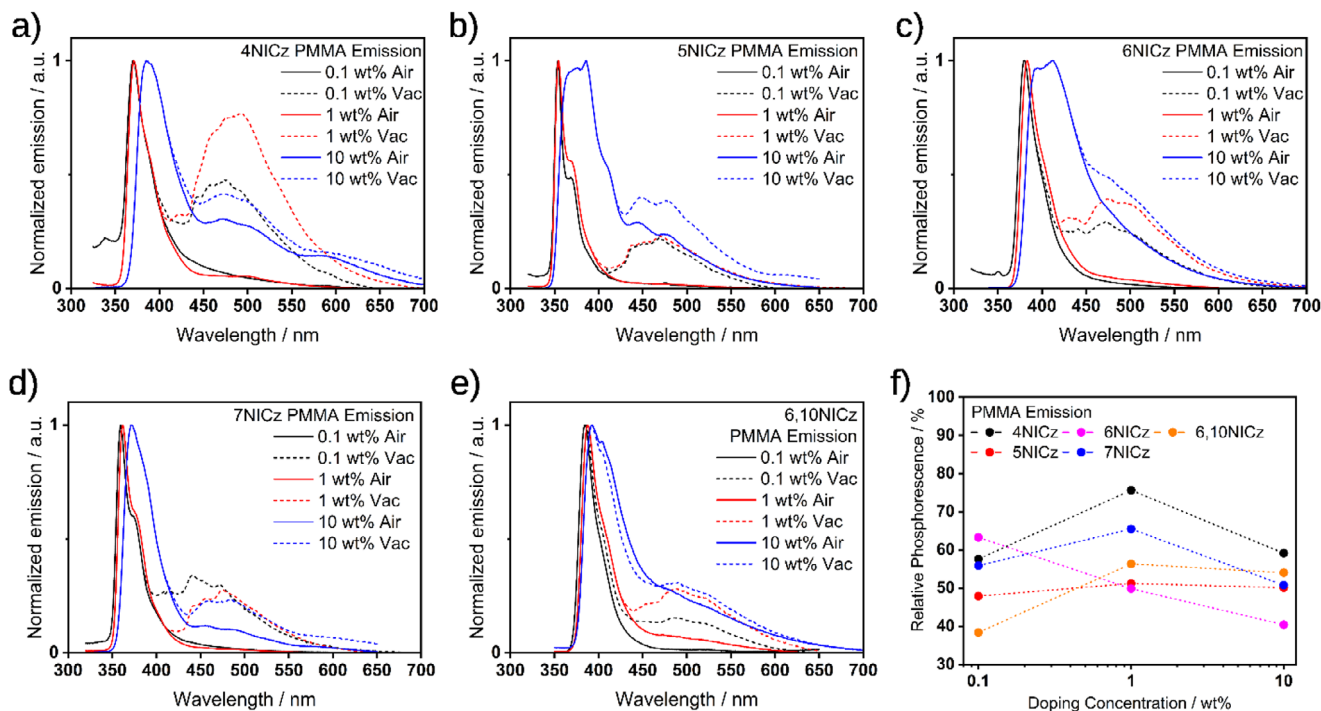 a)
4NICz PMMA Emission
0.1 wt% Air
0.1 wt% Vac
1 wt% Air
1 wt% Vac
10 wt% Air
10 wt% Vac
Normalized emission / a.u.
1
0
300 350 400 450 500 550 600 650 700
Wavelength / nm
b)
5NICz PMMA Emission
0.1 wt% Air
0.1 wt% Vac
1 wt% Air
1 wt% Vac
10 wt% Air
10 wt% Vac
Normalized emission / a.u.
1
0
300 350 400 450 500 550 600 650 700
Wavelength / nm
c)
6NICz PMMA Emission
0.1 wt% Air
0.1 wt% Vac
1 wt% Air
1 wt% Vac
10 wt% Air
10 wt% Vac
Normalized emission / a.u.
1
0
300 350 400 450 500 550 600 650 700
Wavelength / nm
d)
7NICz PMMA Emission
0.1 wt% Air
0.1 wt% Vac
1 wt% Air
1 wt% Vac
10 wt% Air
10 wt% Vac
Normalized emission / a.u.
1
0
300 350 400 450 500 550 600 650 700
Wavelength / nm
e)
6,10NICz
PMMA Emission
0.1 wt% Air
0.1 wt% Vac
1 wt% Air
1 wt% Vac
10 wt% Air
10 wt% Vac
Normalized emission / a.u.
1
0
300 350 400 450 500 550 600 650 700
Wavelength / nm
f)
PMMA Emission
4NICz 6NICz 6,10NICz
5NICz 7NICz
Relative Phosphorescence / %
100
90
80
70
60
50
40
30
0.1 1 10
Doping Concentration / wt%